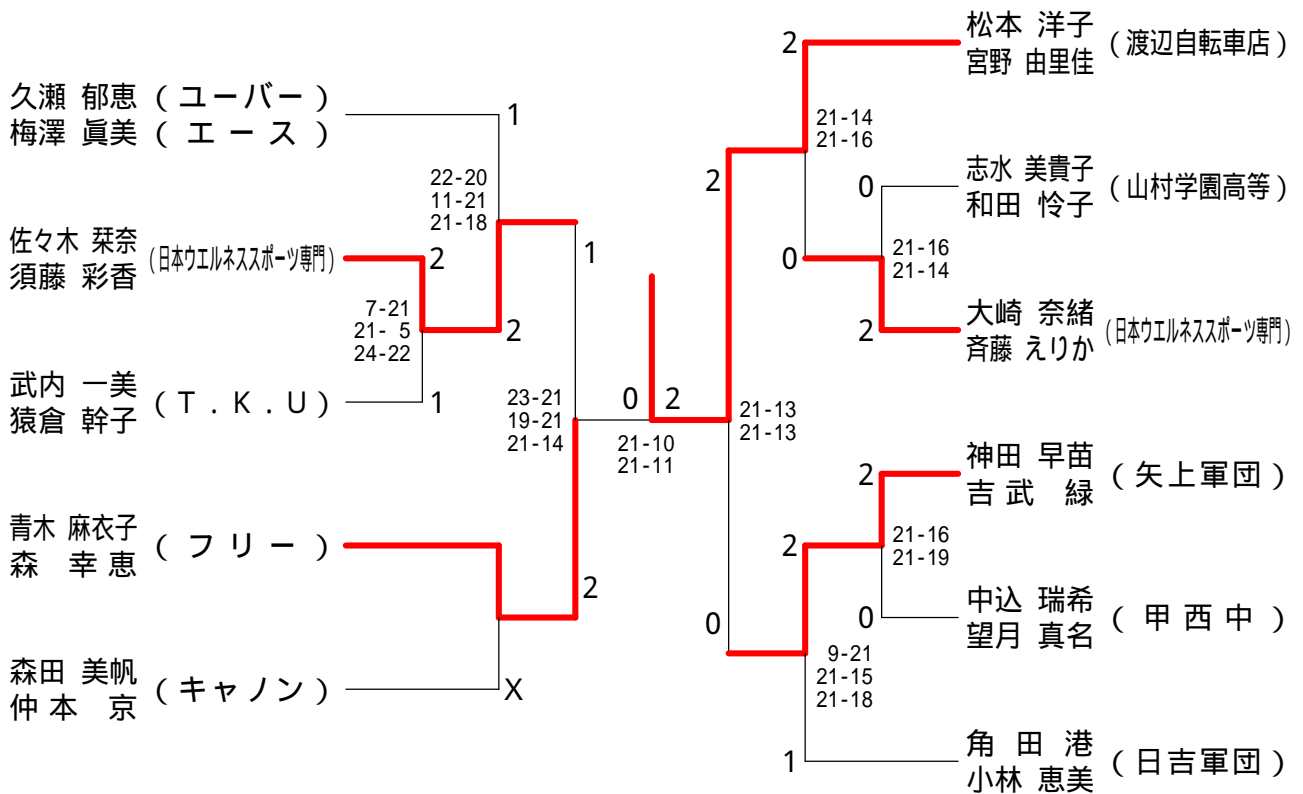 久瀬 郁恵 (ユーバー)
梅澤 眞美 (エース)
1
22-20
11-21
21-18
佐々木 栞奈
須藤 彩香
(日本ウエルネススポーツ専門)
2
7-21
21- 5
24-22
2
武内 一美
猿倉 幹子
(T.K.U)
1
1
23-21
19-21
21-14
青木 麻衣子
森 幸恵
(フリー)
2
森田 美帆
仲本 京
(キャノン)
X
0
2
21-10
21-11
松本 洋子
宮野 由里佳
(渡辺自転車店)
2
21-14
21-16
2
志水 美貴子
和田 怜子
(山村学園高等)
0
21-16
21-14
0
大崎 奈緒
斉藤 えりか
(日本ウエルネススポーツ専門)
2
21-13
21-13
神田 早苗
吉武 緑
(矢上軍団)
2
21-16
21-19
2
中込 瑞希
望月 真名
(甲西中)
0
0
9-21
21-15
21-18
角田 港
小林 恵美
(日吉軍団)
1